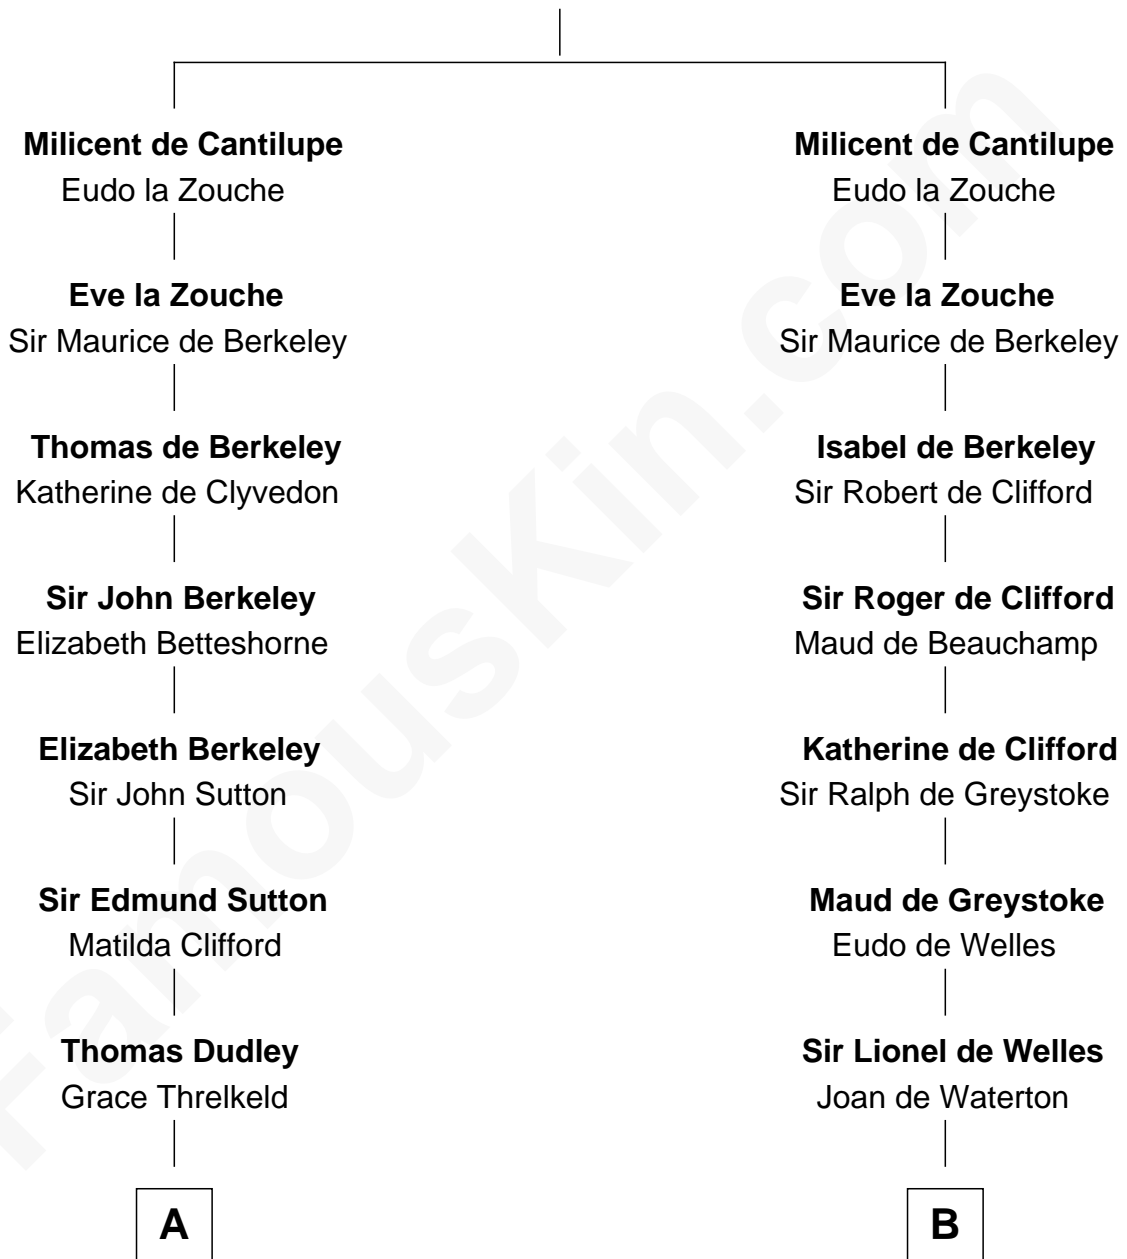 Milicent de Cantilupe
Eudo la Zouche
Eve la Zouche
Sir Maurice de Berkeley
Thomas de Berkeley
Katherine de Clyvedon
Sir John Berkeley
Elizabeth Betteshorne
Elizabeth Berkeley
Sir John Sutton
Sir Edmund Sutton
Matilda Clifford
Thomas Dudley
Grace Threlkeld
A
Milicent de Cantilupe
Eudo la Zouche
Eve la Zouche
Sir Maurice de Berkeley
Isabel de Berkeley
Sir Robert de Clifford
Sir Roger de Clifford
Maud de Beauchamp
Katherine de Clifford
Sir Ralph de Greystoke
Maud de Greystoke
Eudo de Welles
Sir Lionel de Welles
Joan de Waterton
B
FamousKin.com